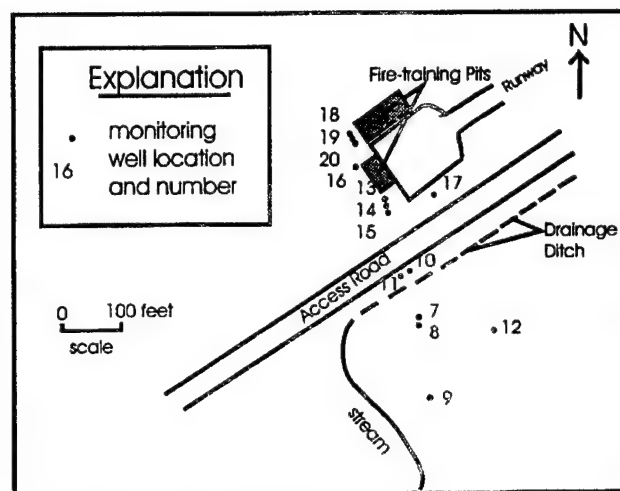 Explanation
monitoring
well location
and number
16
N
Fire-training Pits
Runway
18
19
20
16
13
14
15
17
Drainage
Ditch
10
11
Access Road
0 100 feet
scale
7
8
12
9
stream